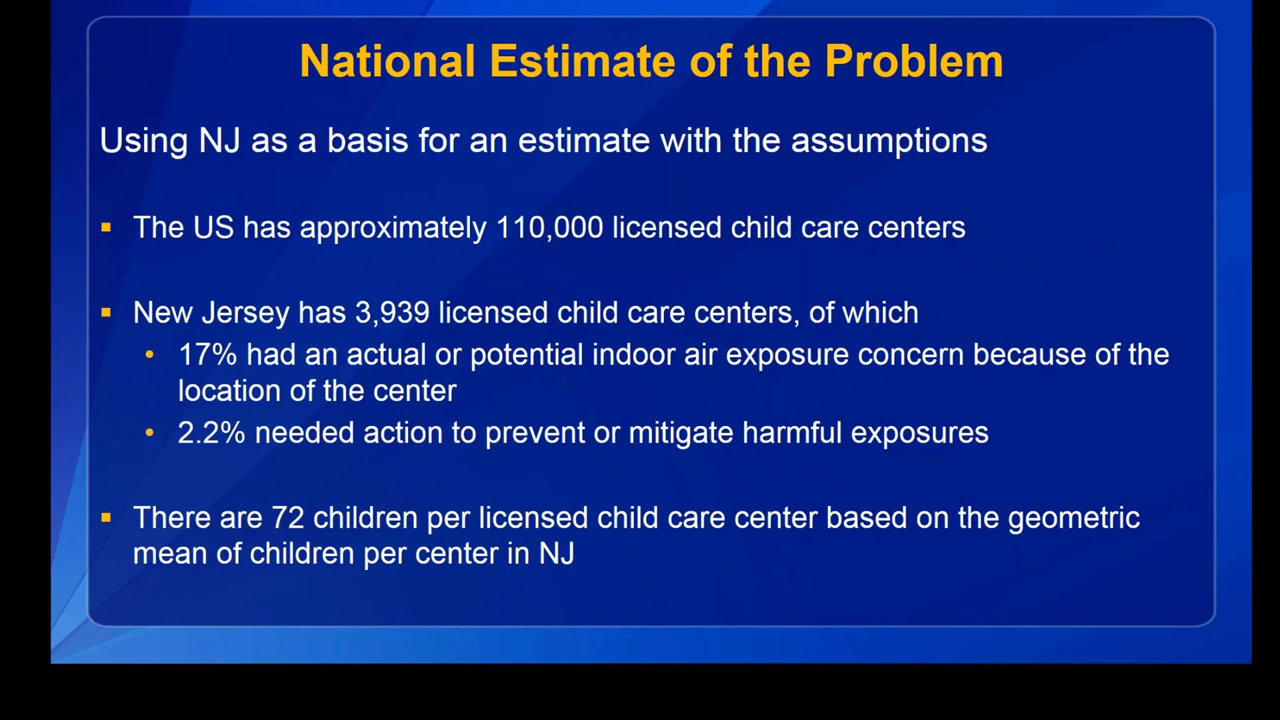 National Estimate of the Problem
Using NJ as a basis for an estimate with the assumptions
▪ The US has approximately 110,000 licensed child care centers
▪ New Jersey has 3,939 licensed child care centers, of which
• 17% had an actual or potential indoor air exposure concern because of the
location of the center
• 2.2% needed action to prevent or mitigate harmful exposures
▪ There are 72 children per licensed child care center based on the geometric
mean of children per center in NJ